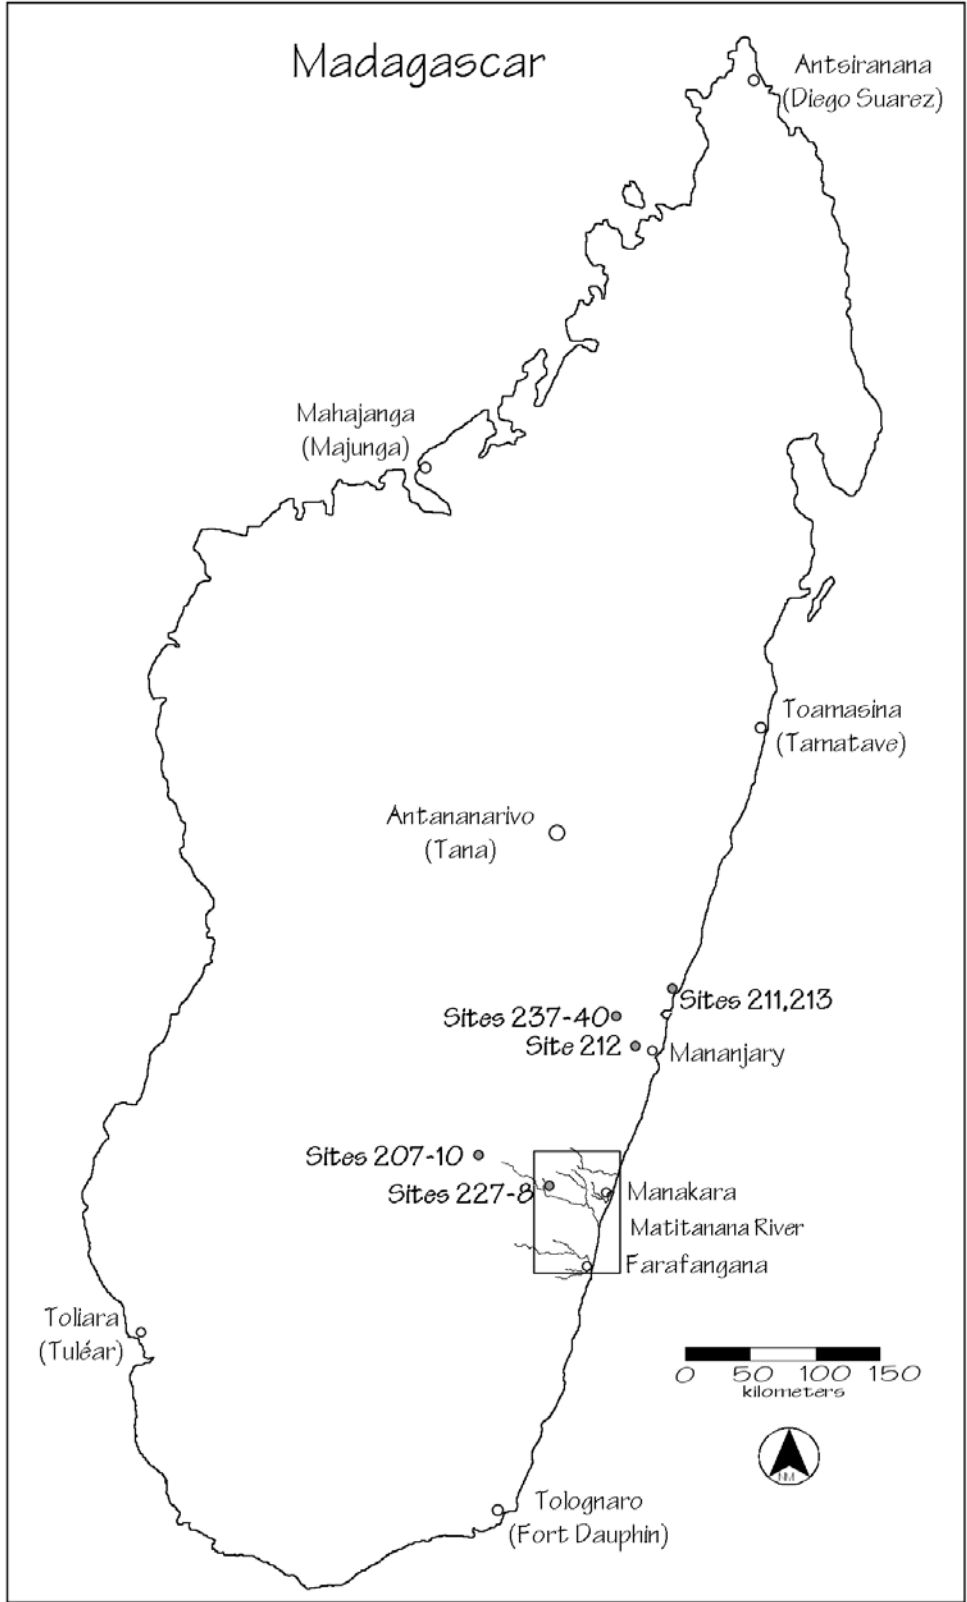 Madagascar
Antsiranana
(Diego Suarez)
Mahajanga
(Majunga)
Toamasina
(Tamatave)
Antananarivo
(Tana)
Sites 211,213
Sites 237-40
Site 212
Mananjary
Sites 207-10
Sites 227-8
Manakara
Matitanana River
Farafangana
Toliara
(Tuléar)
0 50 100 150
kilometers
NM
Tolognaro
(Fort Dauphin)